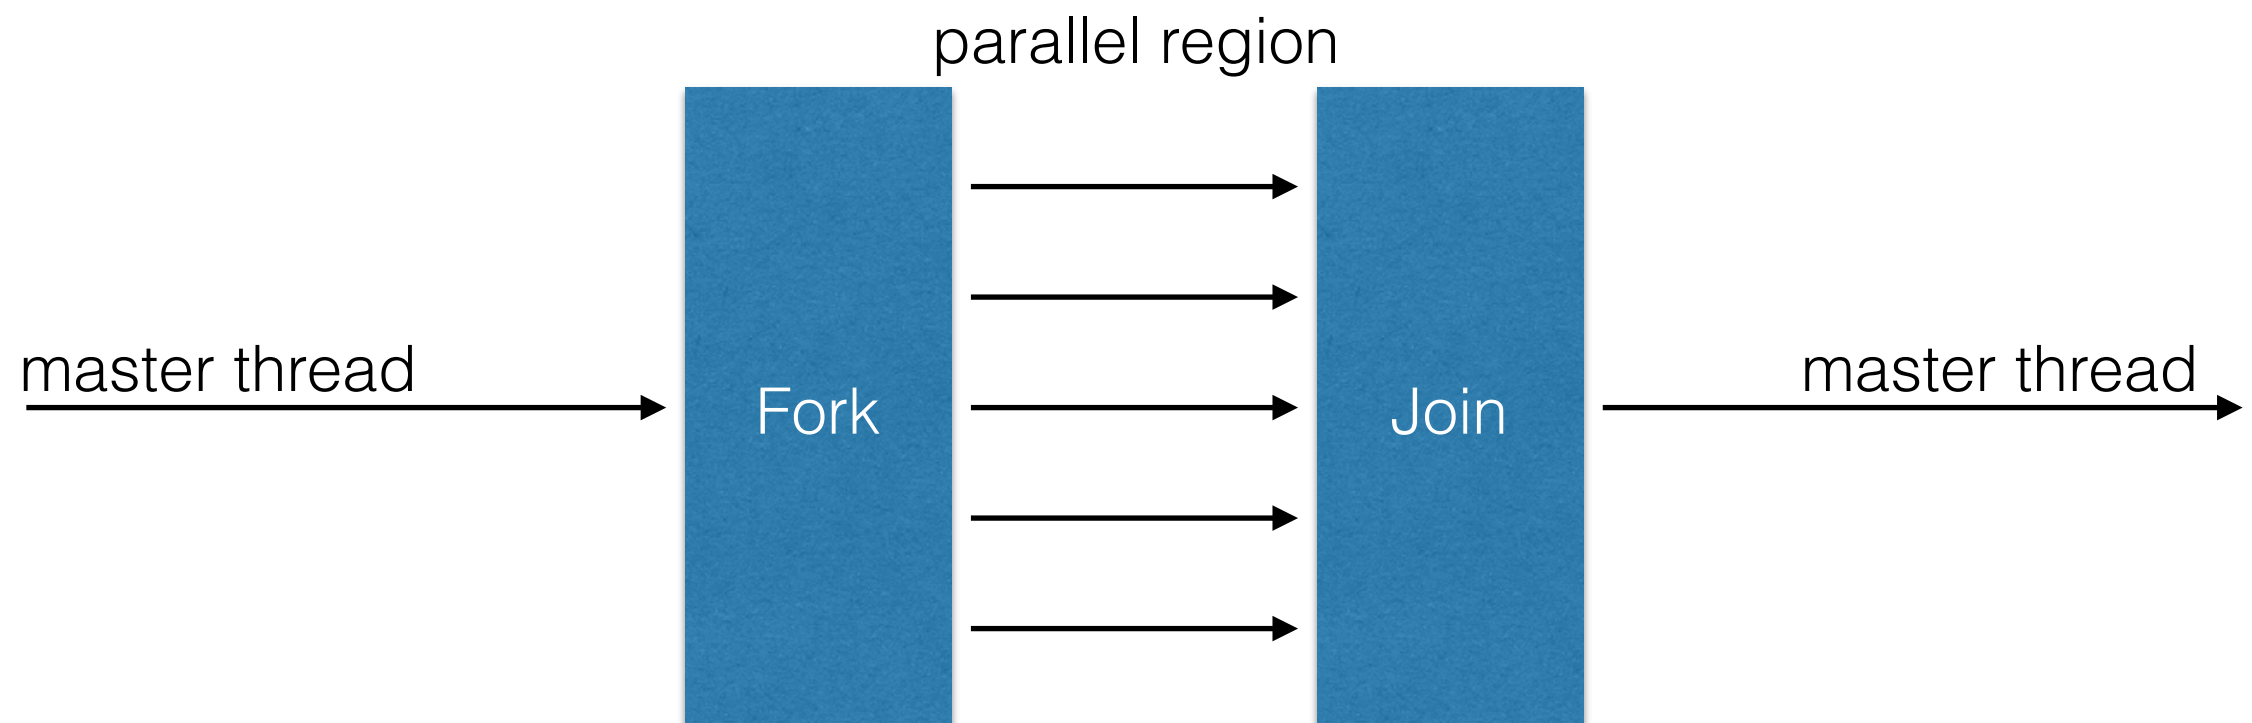 parallel region
master thread
Fork
Join
master thread